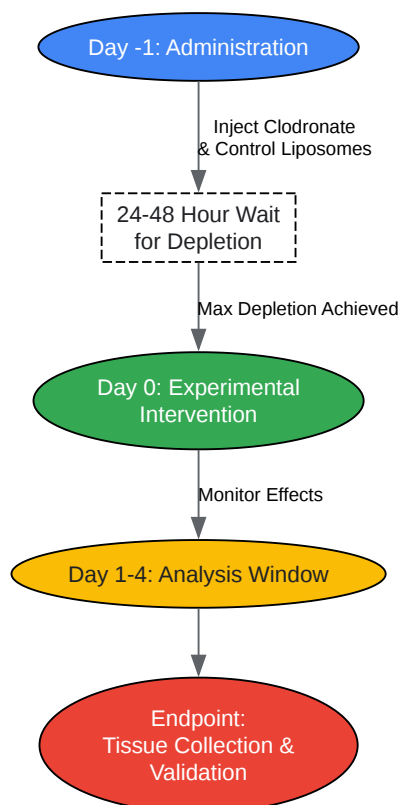 Day -1: Administration
Inject Clodronate
& Control Liposomes
24-48 Hour Wait
for Depletion
Max Depletion Achieved
Day 0: Experimental
Intervention
Monitor Effects
Day 1-4: Analysis Window
Endpoint:
Tissue Collection &
Validation